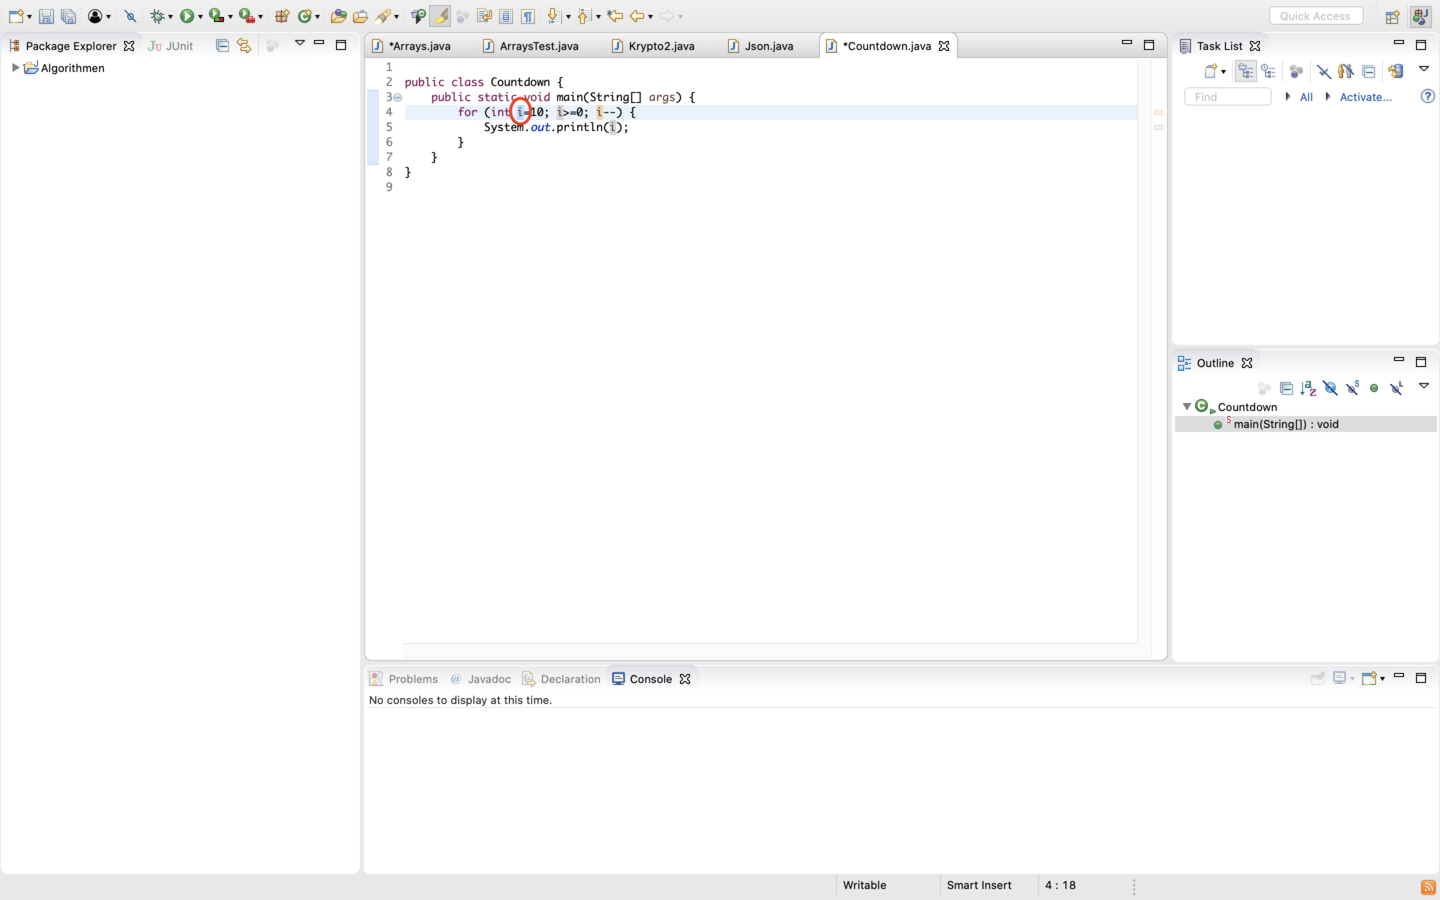 Quick Access
Package Explorer
JUnit
Algorithmen
*Arrays.java
ArraysTest.java
Krypto2.java
Json.java
*Countdown.java
1
2 public class Countdown {
3 public static void main(String[] args) {
4 for (int i=10; i>=0; i--) {
5 System.out.println(i);
6 }
7 }
8 }
9
Task List
Find
All
Activate...
Outline
Countdown
main(String[]) : void
Problems
Javadoc
Declaration
Console
No consoles to display at this time.
Writable
Smart Insert
4 : 18